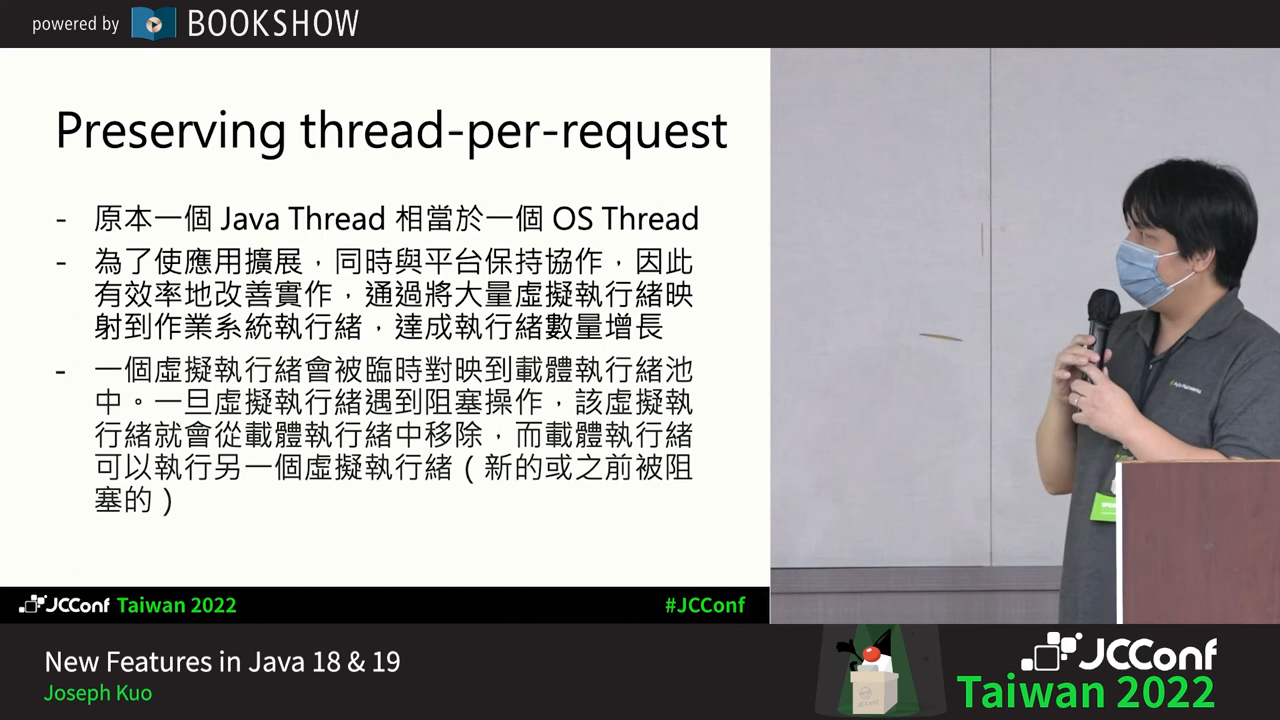 powered by BOOKSHOW
Preserving thread-per-request
- 原本一個 Java Thread 相當於一個 OS Thread
- 為了使應用擴展，同時與平台保持協作，因此
有效率地改善實作，通過將大量虛擬執行緒映
射到作業系統執行緒，達成執行緒數量增長
- 一個虛擬執行緒會被臨時對映到載體執行緒池
中。一旦虛擬執行緒遇到阻塞操作，該虛擬執
行緒就會從載體執行緒中移除，而載體執行緒
可以執行另一個虛擬執行緒（新的或之前被阻
塞的）
JCConf Taiwan 2022
#JCConf
New Features in Java 18 & 19
Joseph Kuo
JCConf
Taiwan 2022